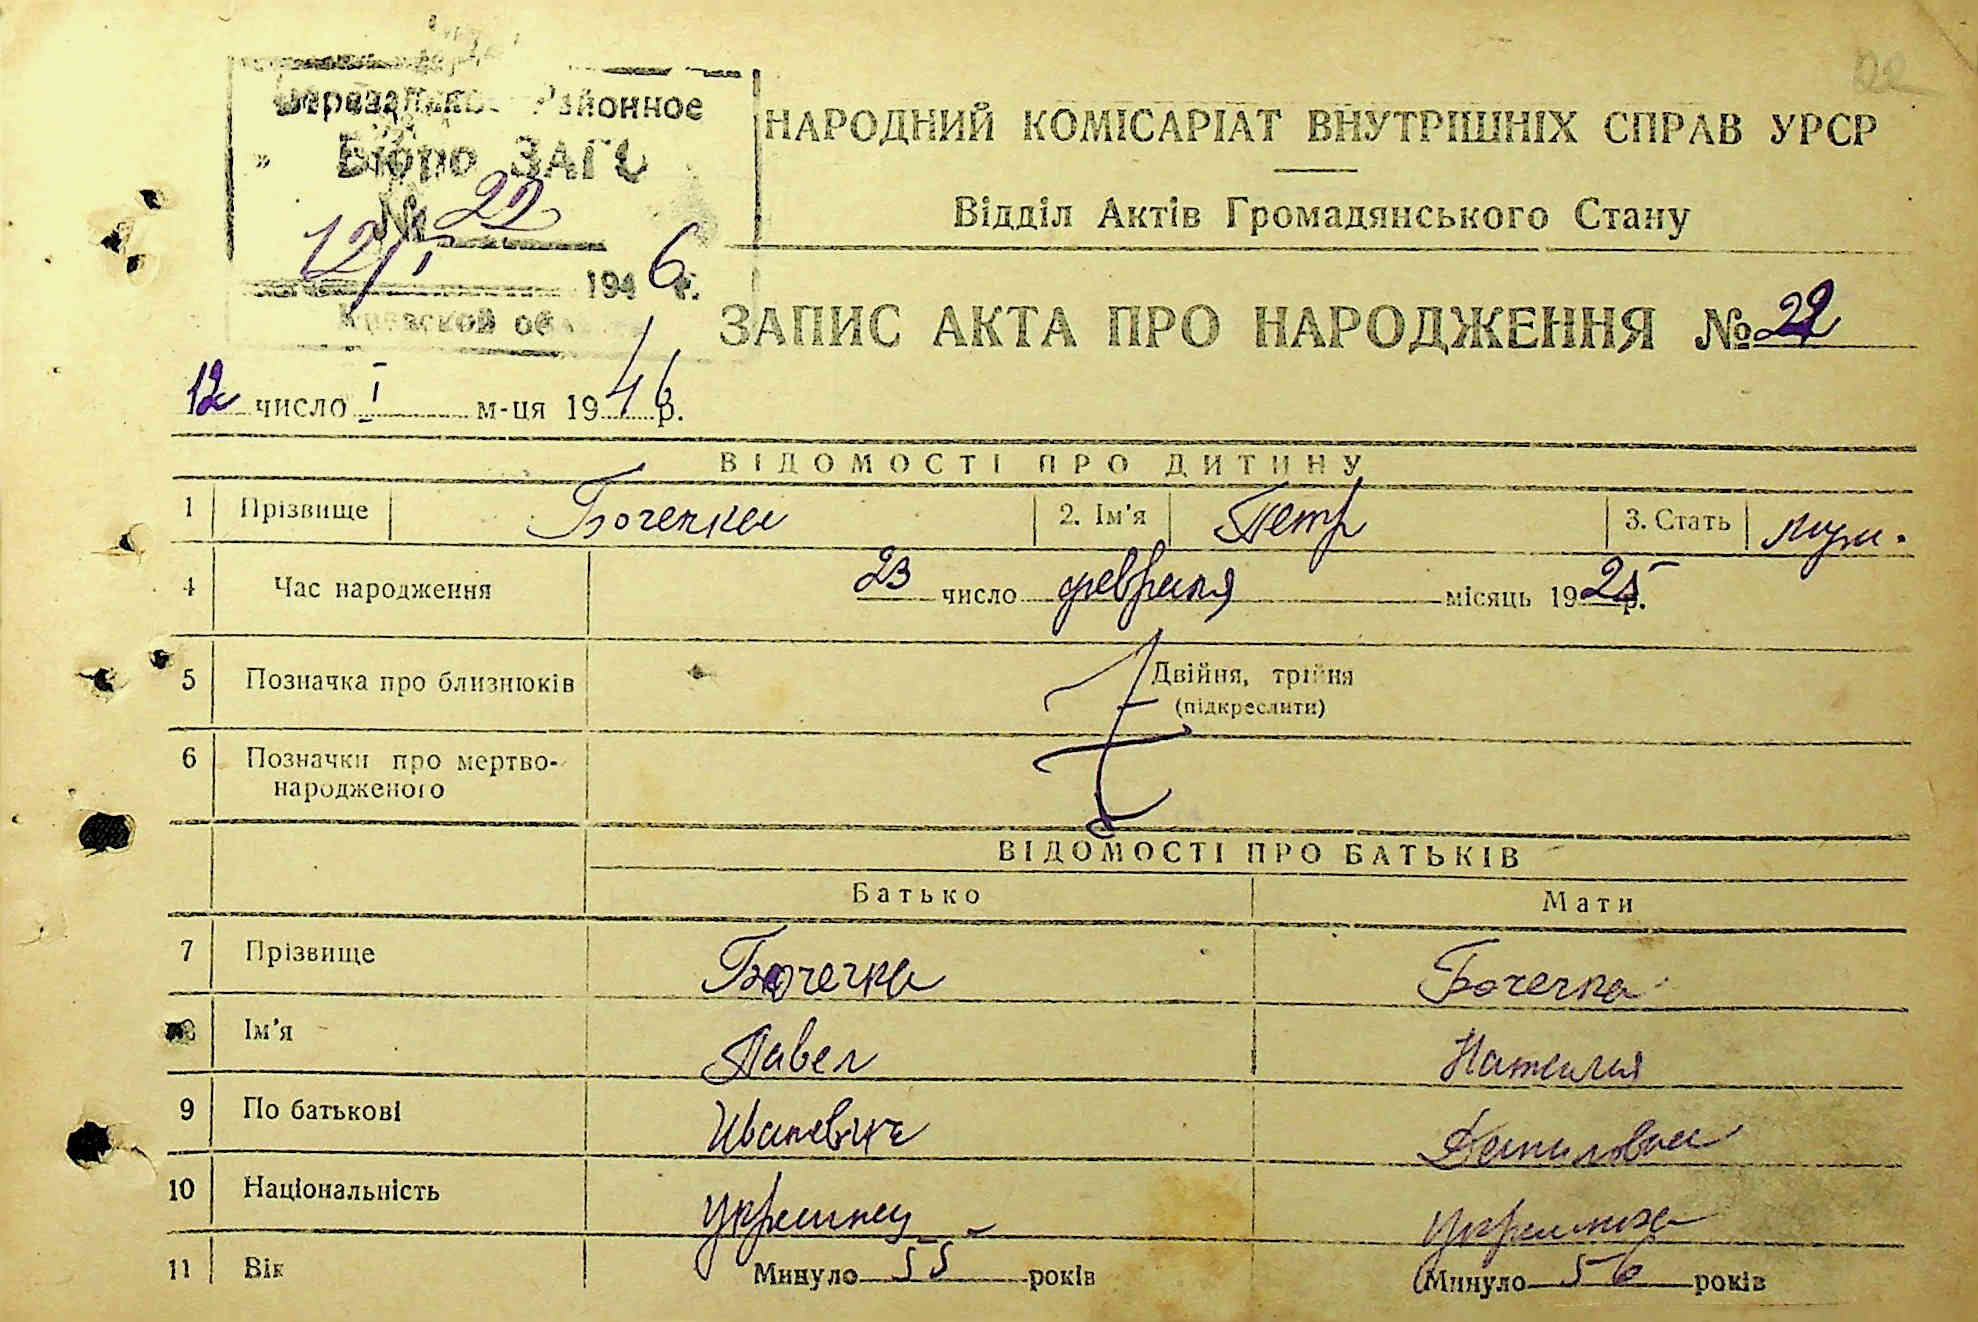 Районное
Бюро ЗАГС
№ 22
12/I 1946 г.
Киевской
22
НАРОДНИЙ КОМІСАРІАТ ВНУТРІШНІХ СПРАВ УРСР
Відділ Актів Громадянського Стану
ЗАПИС АКТА ПРО НАРОДЖЕННЯ № 22
12 число I м-ця 1946 р.
ВІДОМОСТІ ПРО ДИТИНУ
1 Прізвище Бочечка 2. Ім'я Петр 3. Стать муж.
4 Час народження 23 число февраля місяць 1925 р.
5 Позначка про близнюків Двійня, трійня
(підкреслити)
6 Позначки про мертво-
народженого
ВІДОМОСТІ ПРО БАТЬКІВ
Батько Мати
7 Прізвище Бочечка Бочечка
8 Ім'я Павел Наталия
9 По батькові Иванович Даниловна
10 Національність украинец украинка
11 Вік Минуло 55 років Минуло 56 років